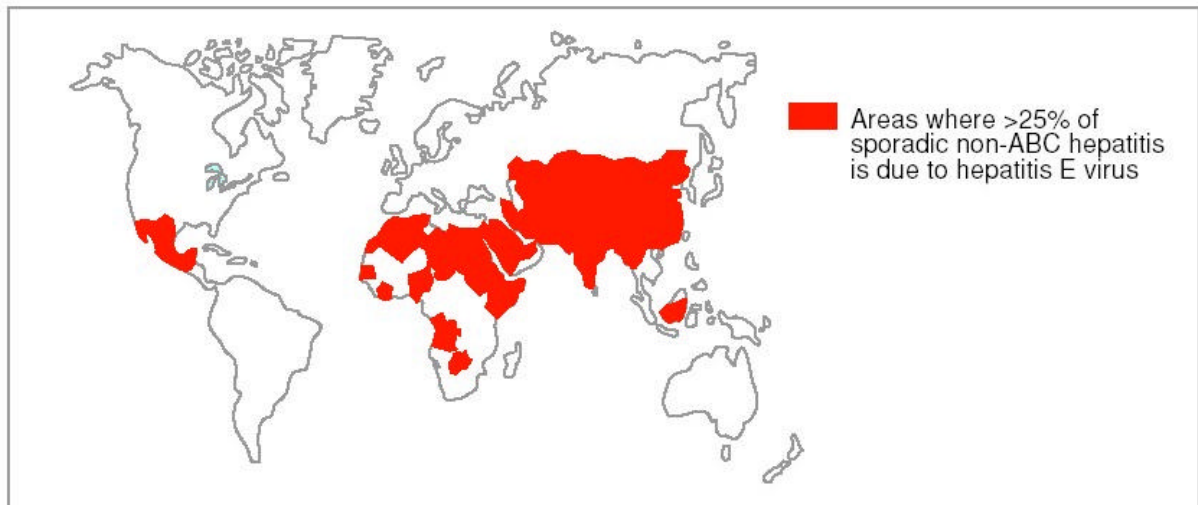 Areas where >25% of
sporadic non-ABC hepatitis
is due to hepatitis E virus